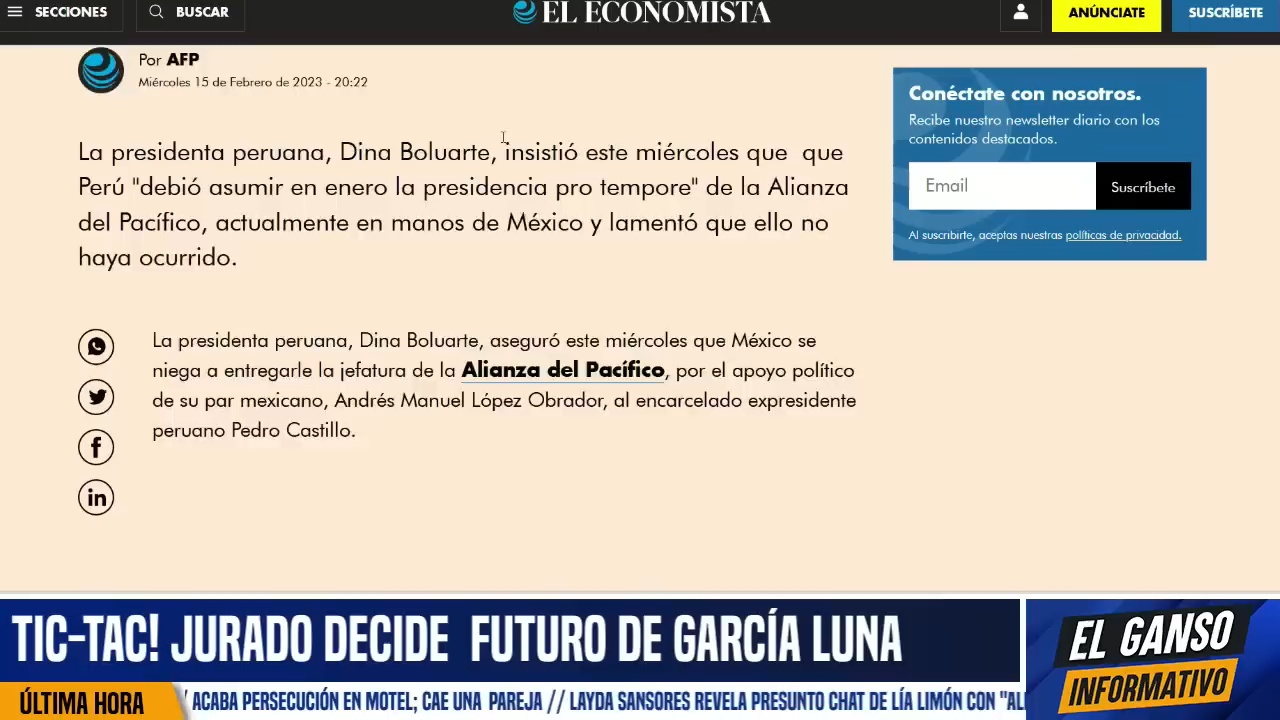 SECCIONES
BUSCAR
EL ECONOMISTA
ANÚNCIATE
SUSCRÍBETE
Por AFP
Miércoles 15 de Febrero de 2023 - 20:22
La presidenta peruana, Dina Boluarte, insistió este miércoles que  que
Perú "debió asumir en enero la presidencia pro tempore" de la Alianza
del Pacífico, actualmente en manos de México y lamentó que ello no
haya ocurrido.
Conéctate con nosotros.
Recibe nuestro newsletter diario con los
contenidos destacados.
Email
Suscríbete
Al suscribirte, aceptas nuestras políticas de privacidad.
La presidenta peruana, Dina Boluarte, aseguró este miércoles que México se
niega a entregarle la jefatura de la Alianza del Pacífico, por el apoyo político
de su par mexicano, Andrés Manuel López Obrador, al encarcelado expresidente
peruano Pedro Castillo.
TIC-TAC! JURADO DECIDE FUTURO DE GARCÍA LUNA
EL GANSO
INFORMATIVO
ÚLTIMA HORA
/ ACABA PERSECUCIÓN EN MOTEL; CAE UNA PAREJA // LAYDA SANSORES REVELA PRESUNTO CHAT DE LÍA LIMÓN CON